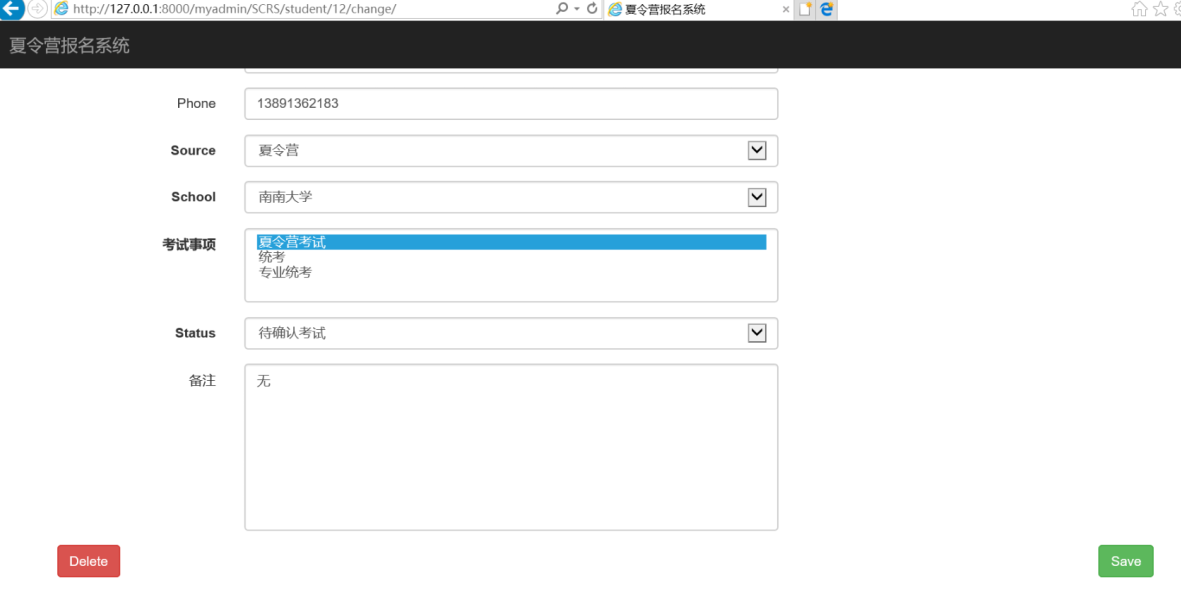 http://127.0.0.1:8000/myadmin/SCRS/student/12/change/
夏令营报名系统
夏令营报名系统
Phone 13891362183
Source 夏令营
School 南南大学
考试事项 夏令营考试
统考
专业统考
Status 待确认考试
备注 无
Delete Save